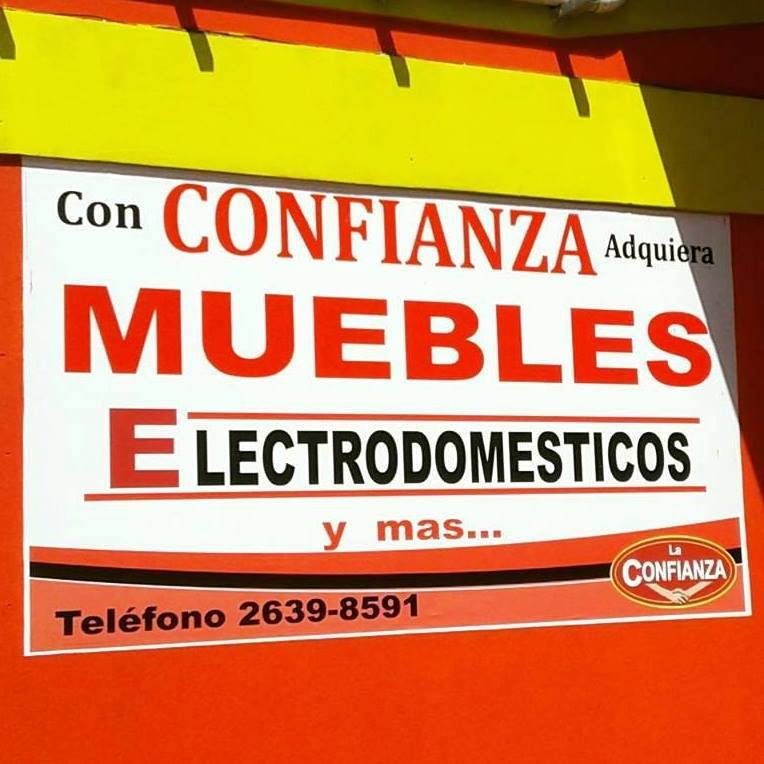 Con CONFIANZA Adquiera
MUEBLES
ELECTRODOMESTICOS
y mas...
La
CONFIANZA
Teléfono 2639-8591